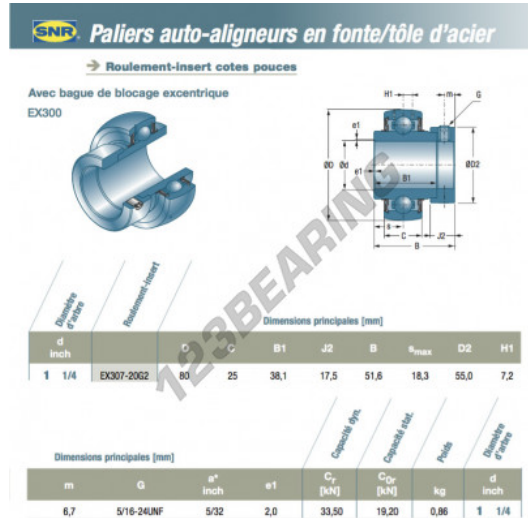 SNR Paliers auto-aligneurs en fonte/tôle d'acier
Roulement-insert cotes pouces
Avec bague de blocage excentrique
EX300
H1 m G
e1
ØD Ød ØD2
e1 B1
s
C J2
B
123BEARING
Diamètre d'arbre Roulement-insert
Dimensions principales [mm]
d inch D C B1 J2 B smax D2 H1
1 1/4 EX307-20G2 80 25 38,1 17,5 51,6 18,3 55,0 7,2
Dimensions principales [mm] Capacité dyn. Capacité stat. Poids Diamètre d'arbre
m G a* inch e1 Cr [kN] C0r [kN] kg d inch
6,7 5/16-24UNF 5/32 2,0 33,50 19,20 0,86 1 1/4